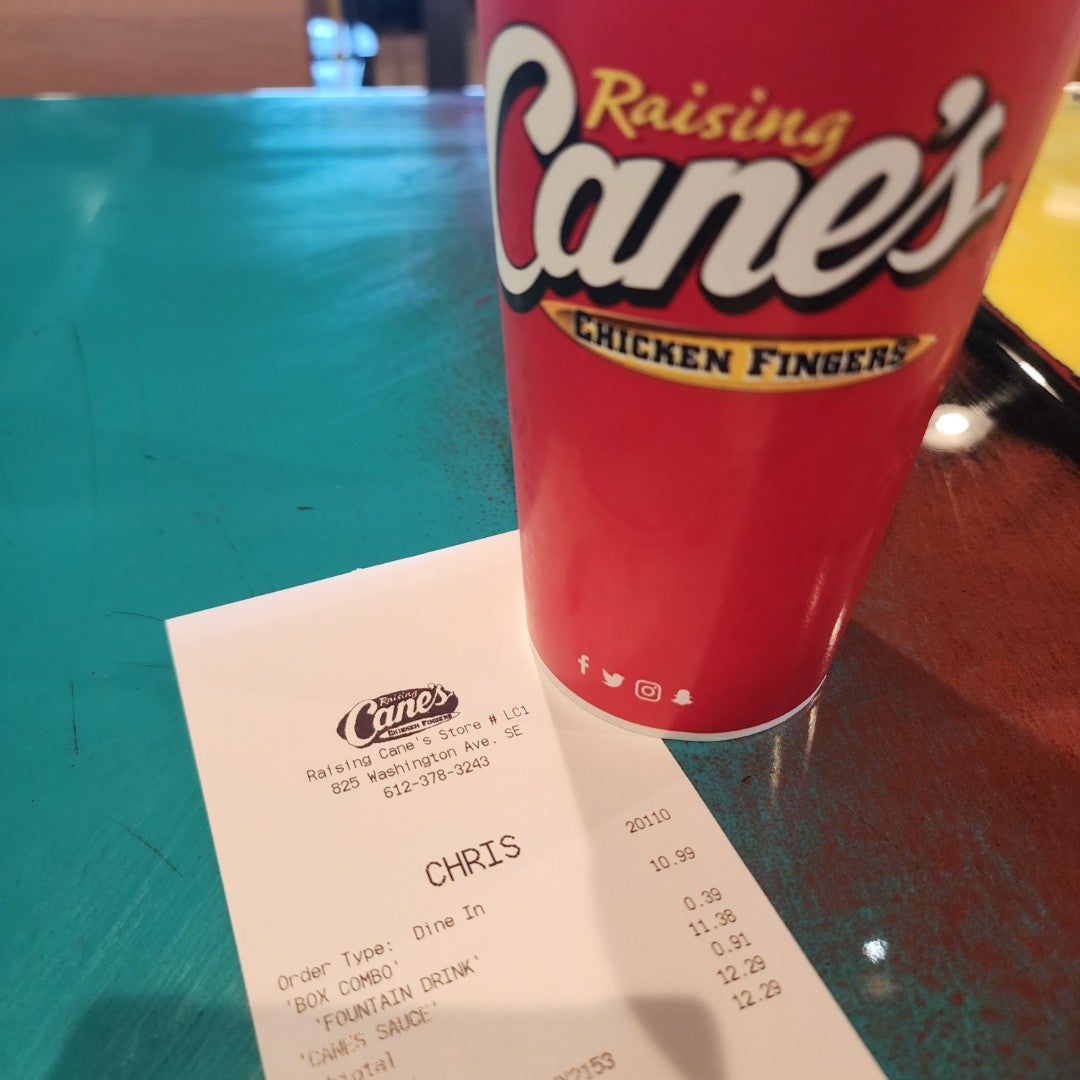 Raising
Cane's
CHICKEN FINGERS
Raising
Cane's
CHICKEN FINGERS
Raising Cane's Store # LC1
825 Washington Ave. SE
612-378-3243
CHRIS
20110
Order Type: Dine In
'BOX COMBO' 10.99
'FOUNTAIN DRINK'
'CANES SAUCE' 0.39
11.38
0.91
12.29
12.29